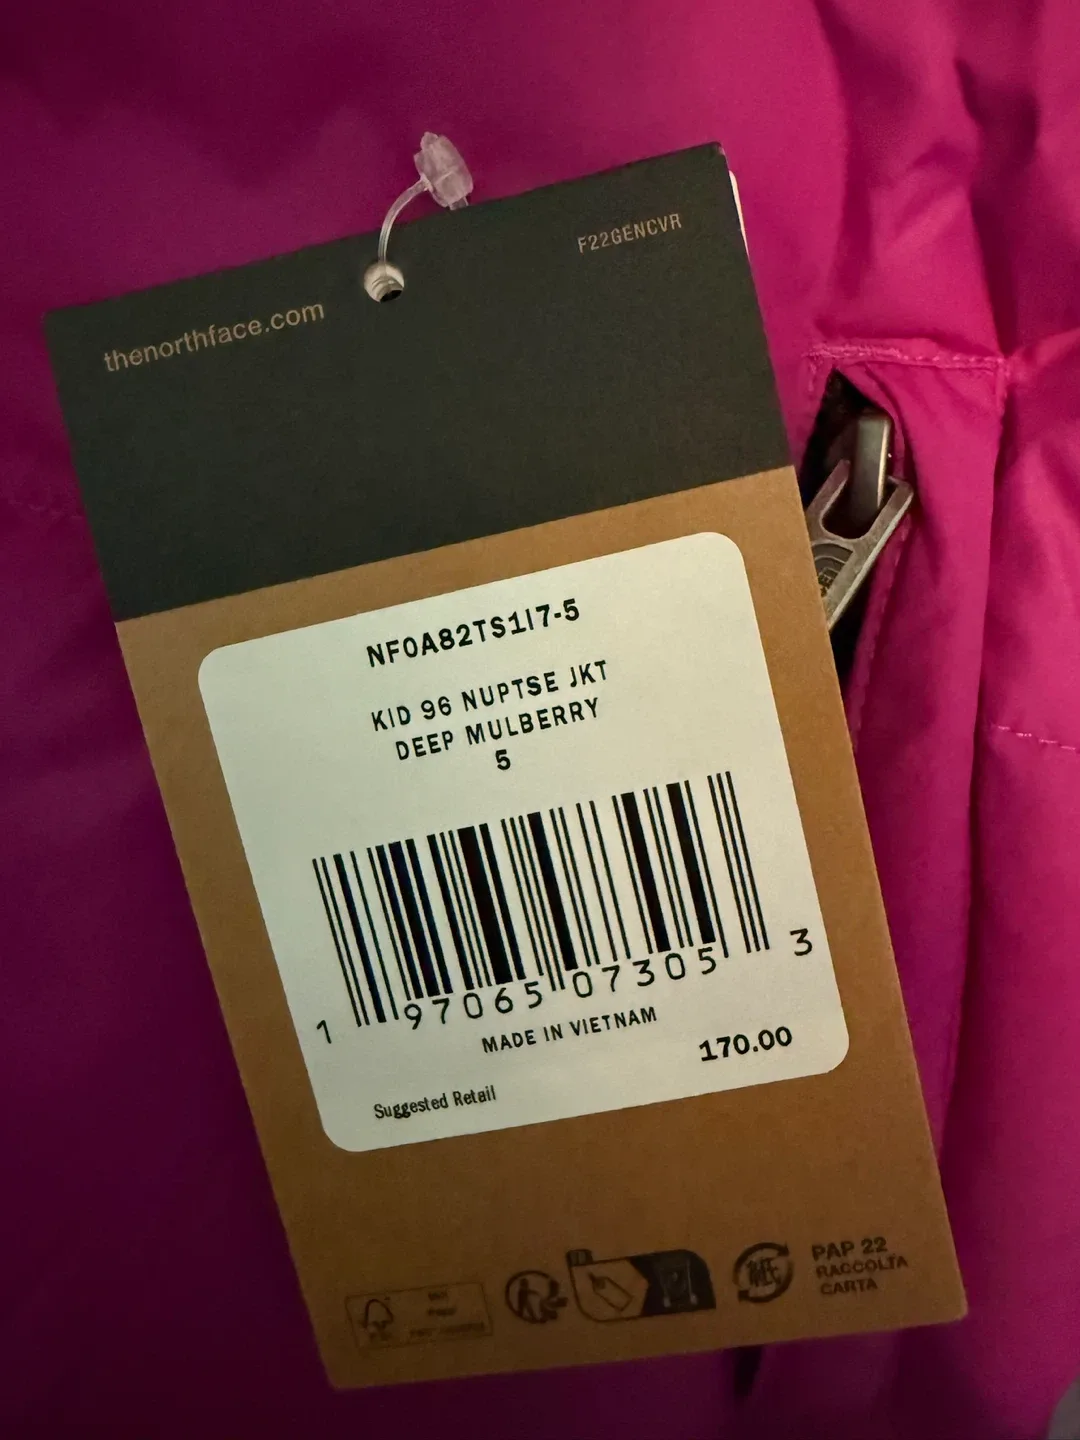 F22GENCVR
thenorthface.com
NF0A82TS1I7-5
KID 96 NUPTSE JKT
DEEP MULBERRY
5
1 97065 07305 3
MADE IN VIETNAM
170.00
Suggested Retail
FR
PAP 22
RACCOLTA
CARTA